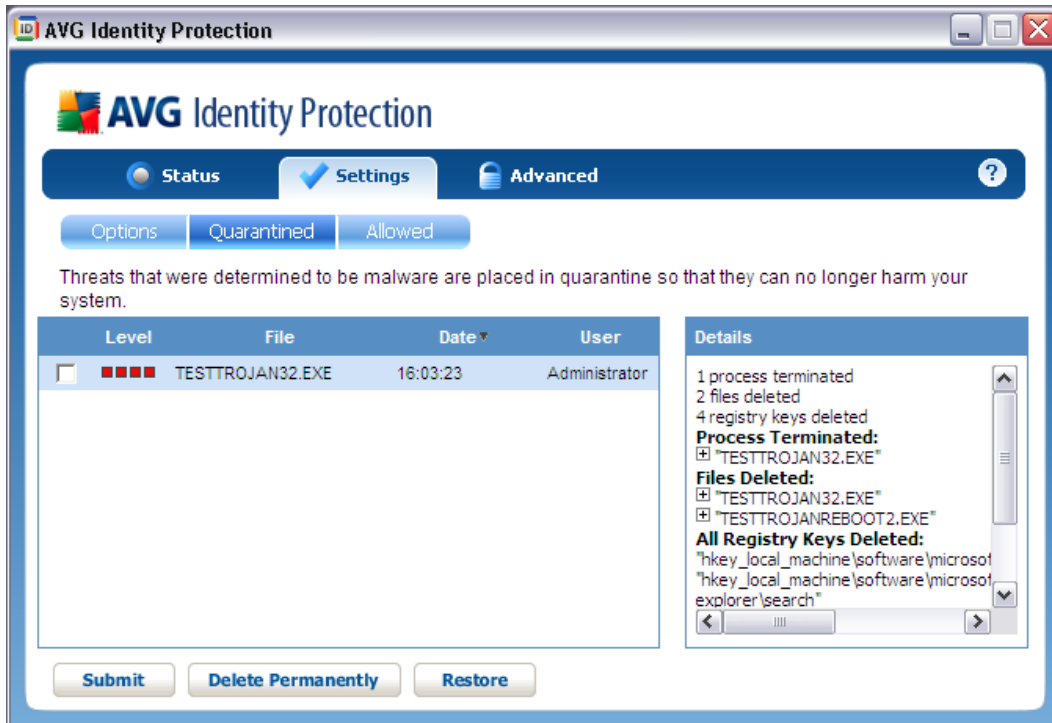 AVG Identity Protection
AVG Identity Protection
Status Settings Advanced ?
Options Quarantined Allowed
Threats that were determined to be malware are placed in quarantine so that they can no longer harm your
system.
Level File Date User
TESTTROJAN32.EXE 16:03:23 Administrator
Details
1 process terminated
2 files deleted
4 registry keys deleted
Process Terminated:
"TESTTROJAN32.EXE"
Files Deleted:
"TESTTROJAN32.EXE"
"TESTTROJANREBOOT2.EXE"
All Registry Keys Deleted:
"hkey_local_machine\software\microsof
"hkey_local_machine\software\microsof
explorer\search"
Submit Delete Permanently Restore